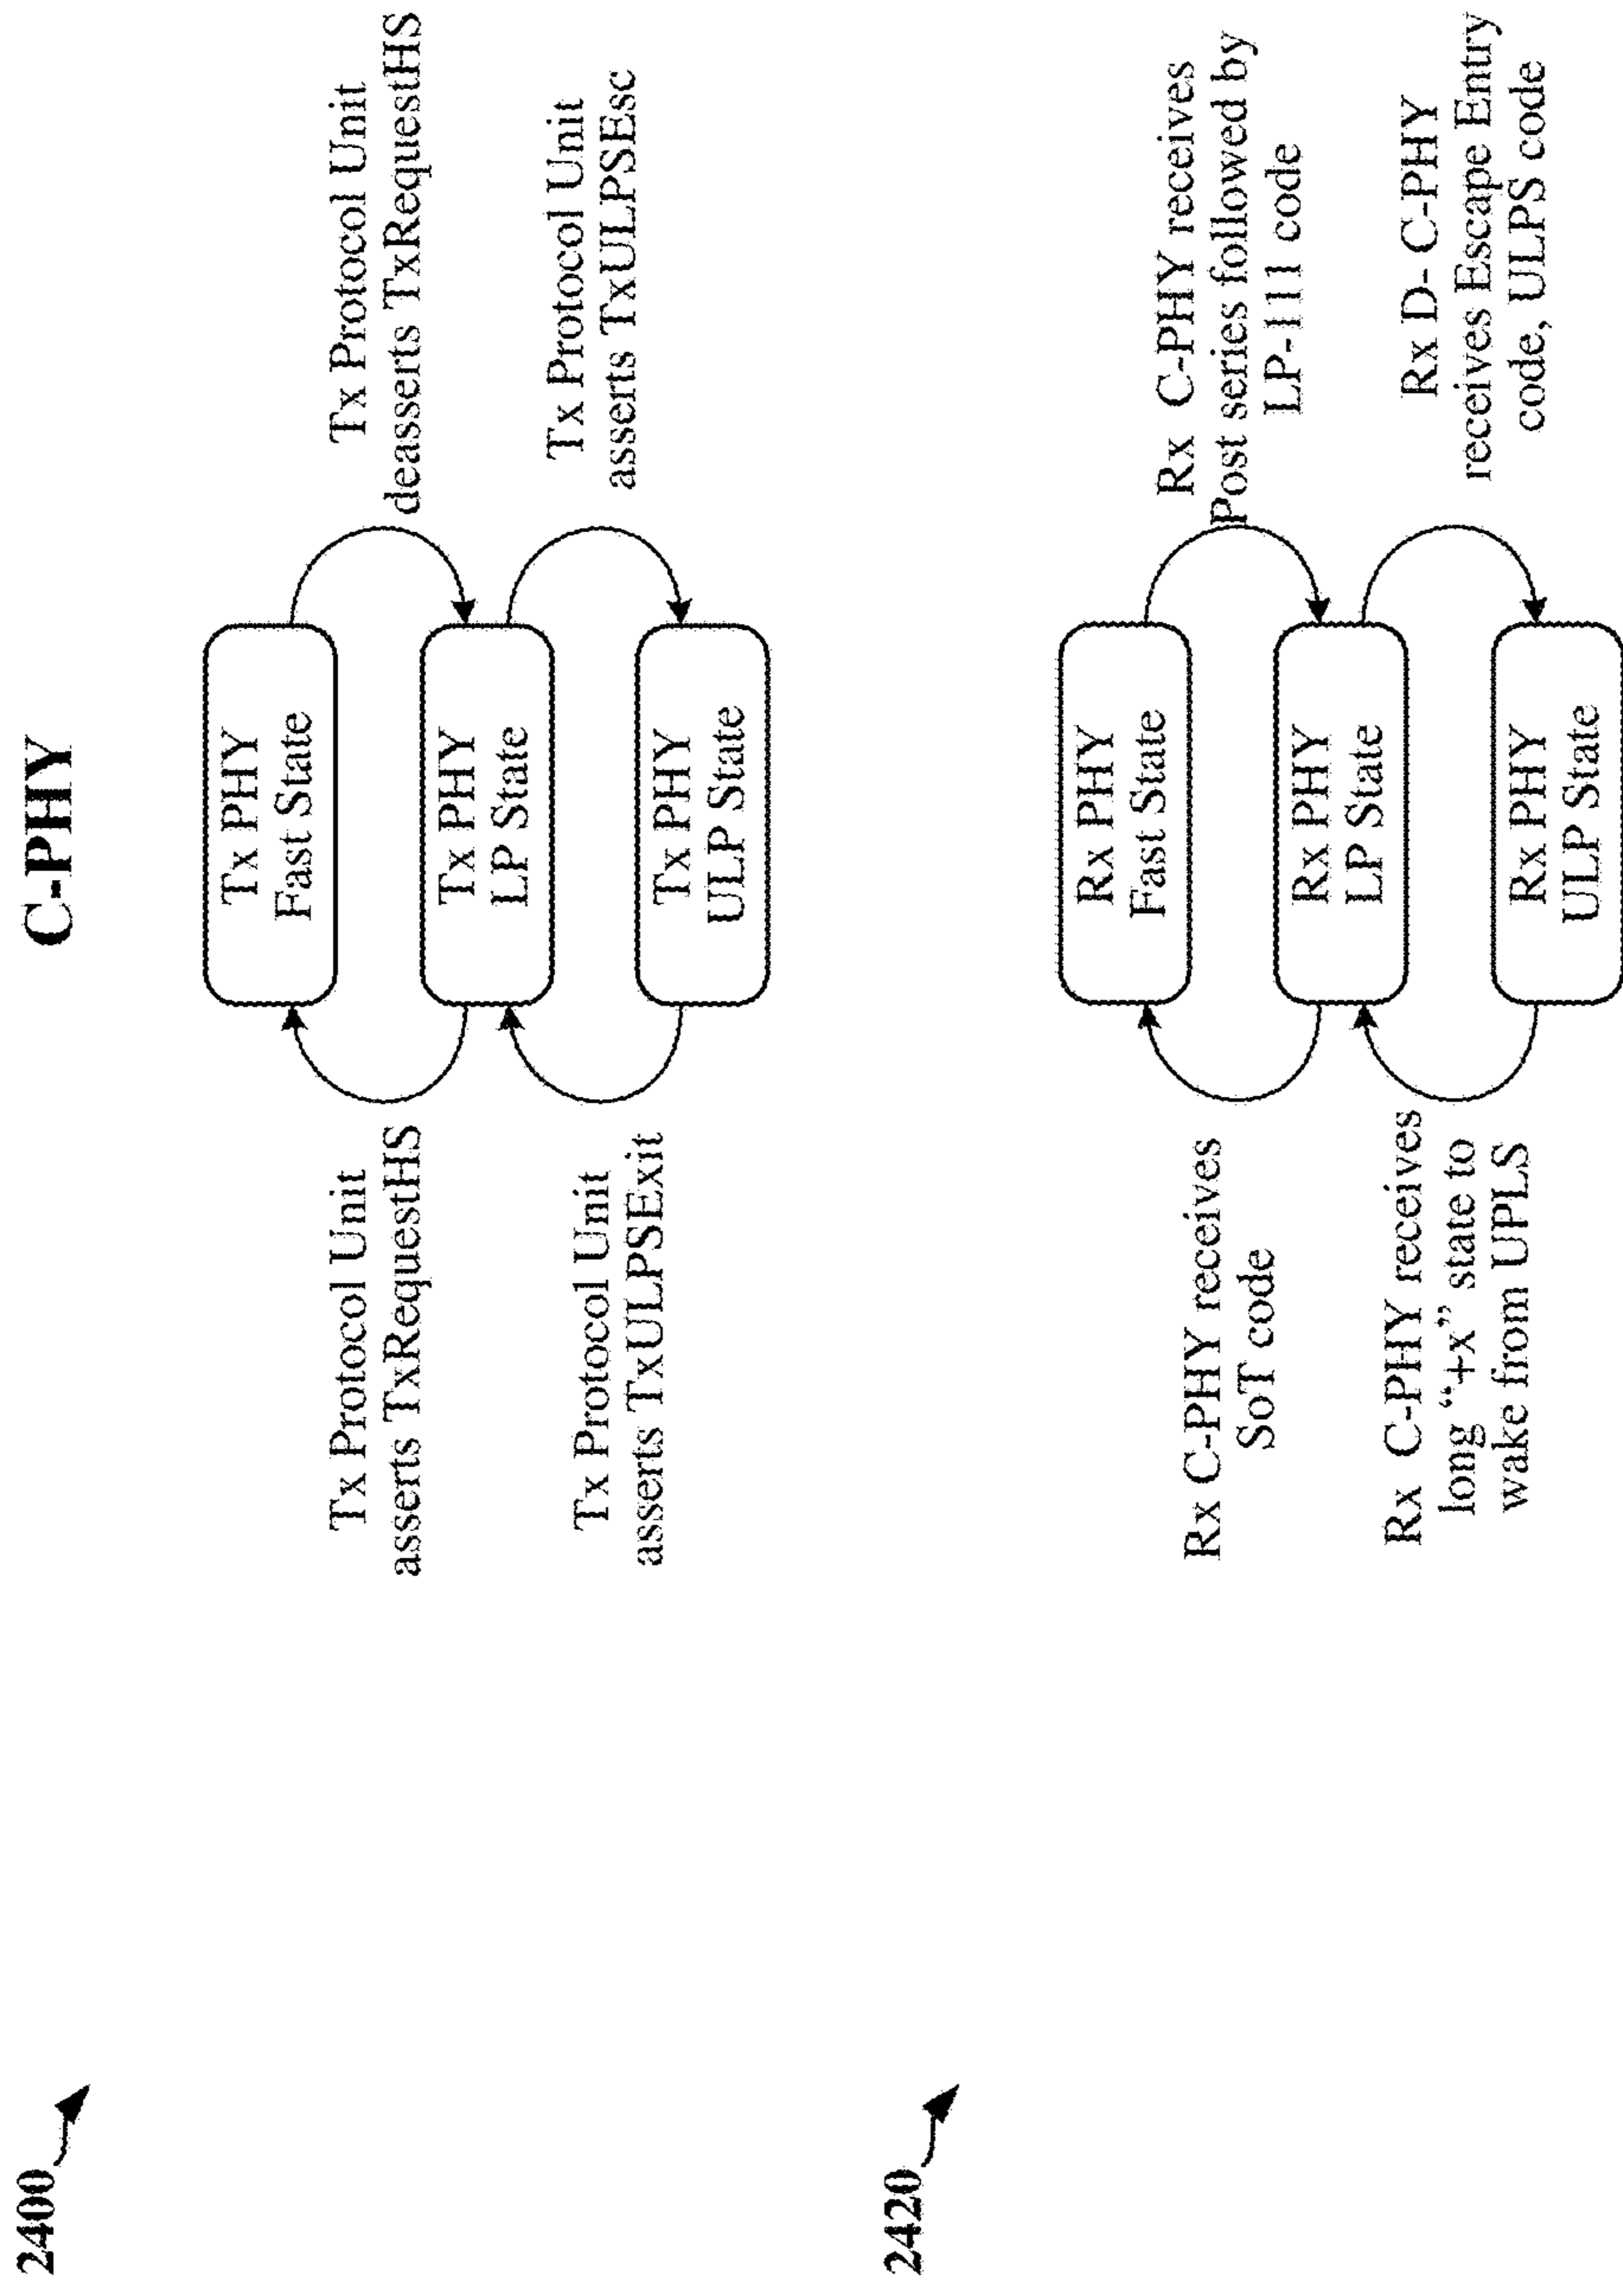 C-PHY
2400
Tx PHY
Fast State
Tx Protocol Unit
asserts TxRequestHS
Tx Protocol Unit
deasserts TxRequestHS
Tx PHY
LP State
Tx Protocol Unit
asserts TxULPSExit
Tx Protocol Unit
asserts TxULPSEsc
Tx PHY
ULP State
2420
Rx PHY
Fast State
Rx C-PHY receives
SoT code
Rx C-PHY receives
Post series followed by
LP-111 code
Rx PHY
LP State
Rx C-PHY receives
long “+x” state to
wake from UPLS
Rx D- C-PHY
receives Escape Entry
code, ULPS code
Rx PHY
ULP State